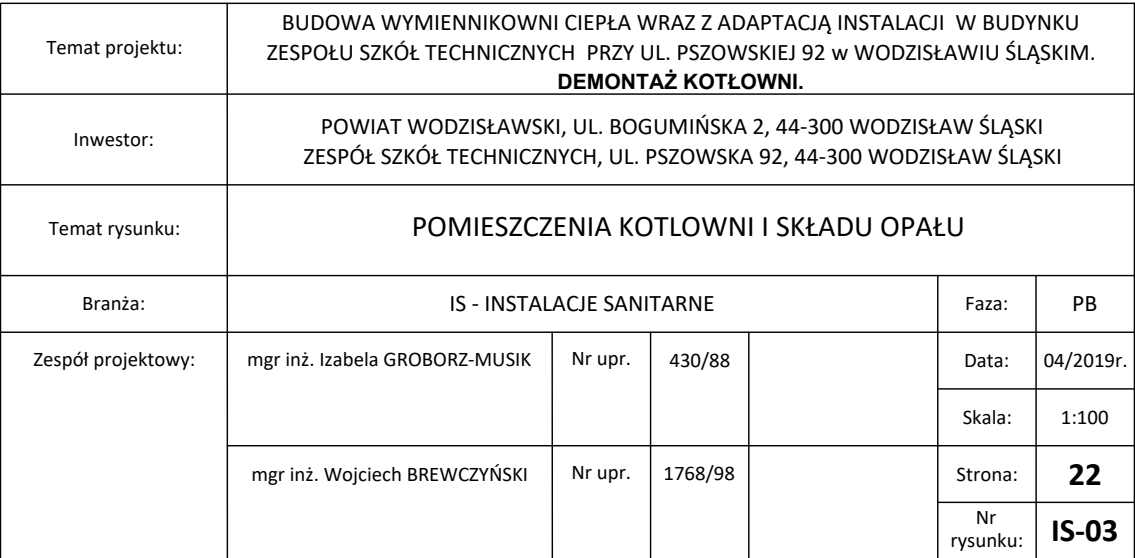 Temat projektu:
BUDOWA WYMIENNIKOWNI CIEPŁA WRAZ Z ADAPTACJĄ INSTALACJI W BUDYNKU
ZESPOŁU SZKÓŁ TECHNICZNYCH PRZY UL. PSZOWSKIEJ 92 w WODZISŁAWIU ŚLĄSKIM.
DEMONTAŻ KOTŁOWNI.
Inwestor:
POWIAT WODZISŁAWSKI, UL. BOGUMIŃSKA 2, 44-300 WODZISŁAW ŚLĄSKI
ZESPÓŁ SZKÓŁ TECHNICZNYCH, UL. PSZOWSKA 92, 44-300 WODZISŁAW ŚLĄSKI
Temat rysunku:
POMIESZCZENIA KOTLOWNI I SKŁADU OPAŁU
Branża:
IS - INSTALACJE SANITARNE
Faza:
PB
Zespół projektowy:
mgr inż. Izabela GROBORZ-MUSIK
Nr upr.
430/88
Data:
04/2019r.
Skala:
1:100
mgr inż. Wojciech BREWCZYŃSKI
Nr upr.
1768/98
Strona:
22
Nr
rysunku:
IS-03